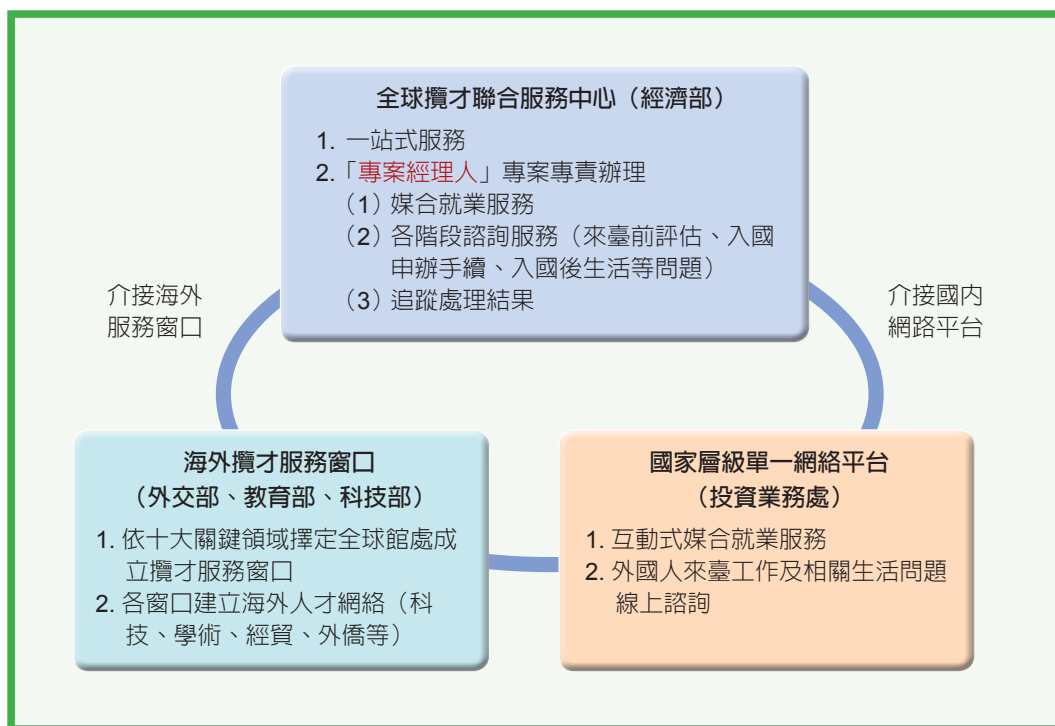 全球攬才聯合服務中心（經濟部）
1. 一站式服務
2.「專案經理人」專案專責辦理
（1）媒合就業服務
（2）各階段諮詢服務（來臺前評估、入國
申辦手續、入國後生活等問題）
（3）追蹤處理結果
介接海外
服務窗口
介接國內
網路平台
海外攬才服務窗口
（外交部、教育部、科技部）
1. 依十大關鍵領域擇定全球館處成
立攬才服務窗口
2. 各窗口建立海外人才網絡（科
技、學術、經貿、外僑等）
國家層級單一網絡平台
（投資業務處）
1. 互動式媒合就業服務
2. 外國人來臺工作及相關生活問題
線上諮詢